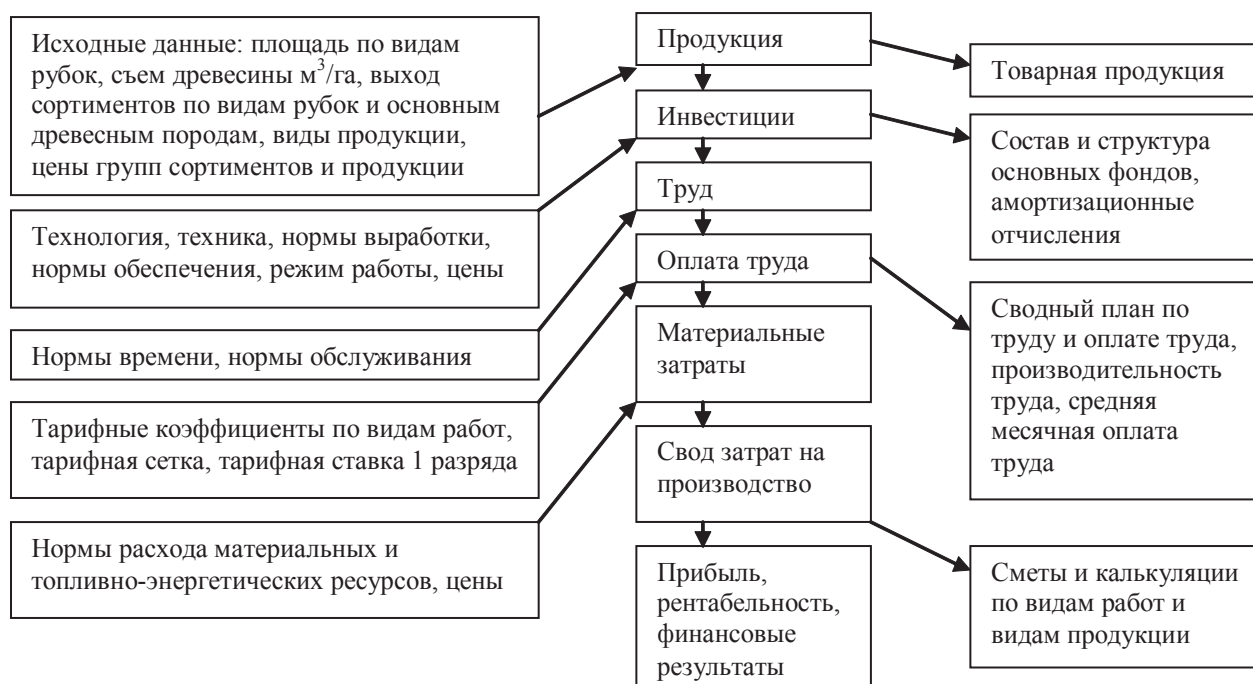 Исходные данные: площадь по видам
рубок, съем древесины м³/га, выход
сортиментов по видам рубок и основным
древесным породам, виды продукции,
цены групп сортиментов и продукции
Технология, техника, нормы выработки,
нормы обеспечения, режим работы, цены
Нормы времени, нормы обслуживания
Тарифные коэффициенты по видам работ,
тарифная сетка, тарифная ставка 1 разряда
Нормы расхода материальных и
топливно-энергетических ресурсов, цены
Продукция
Инвестиции
Труд
Оплата труда
Материальные
затраты
Свод затрат на
производство
Прибыль,
рентабельность,
финансовые
результаты
Товарная продукция
Состав и структура
основных фондов,
амортизационные
отчисления
Сводный план по
труду и оплате труда,
производительность
труда, средняя
месячная оплата
труда
Сметы и калькуляции
по видам работ и
видам продукции